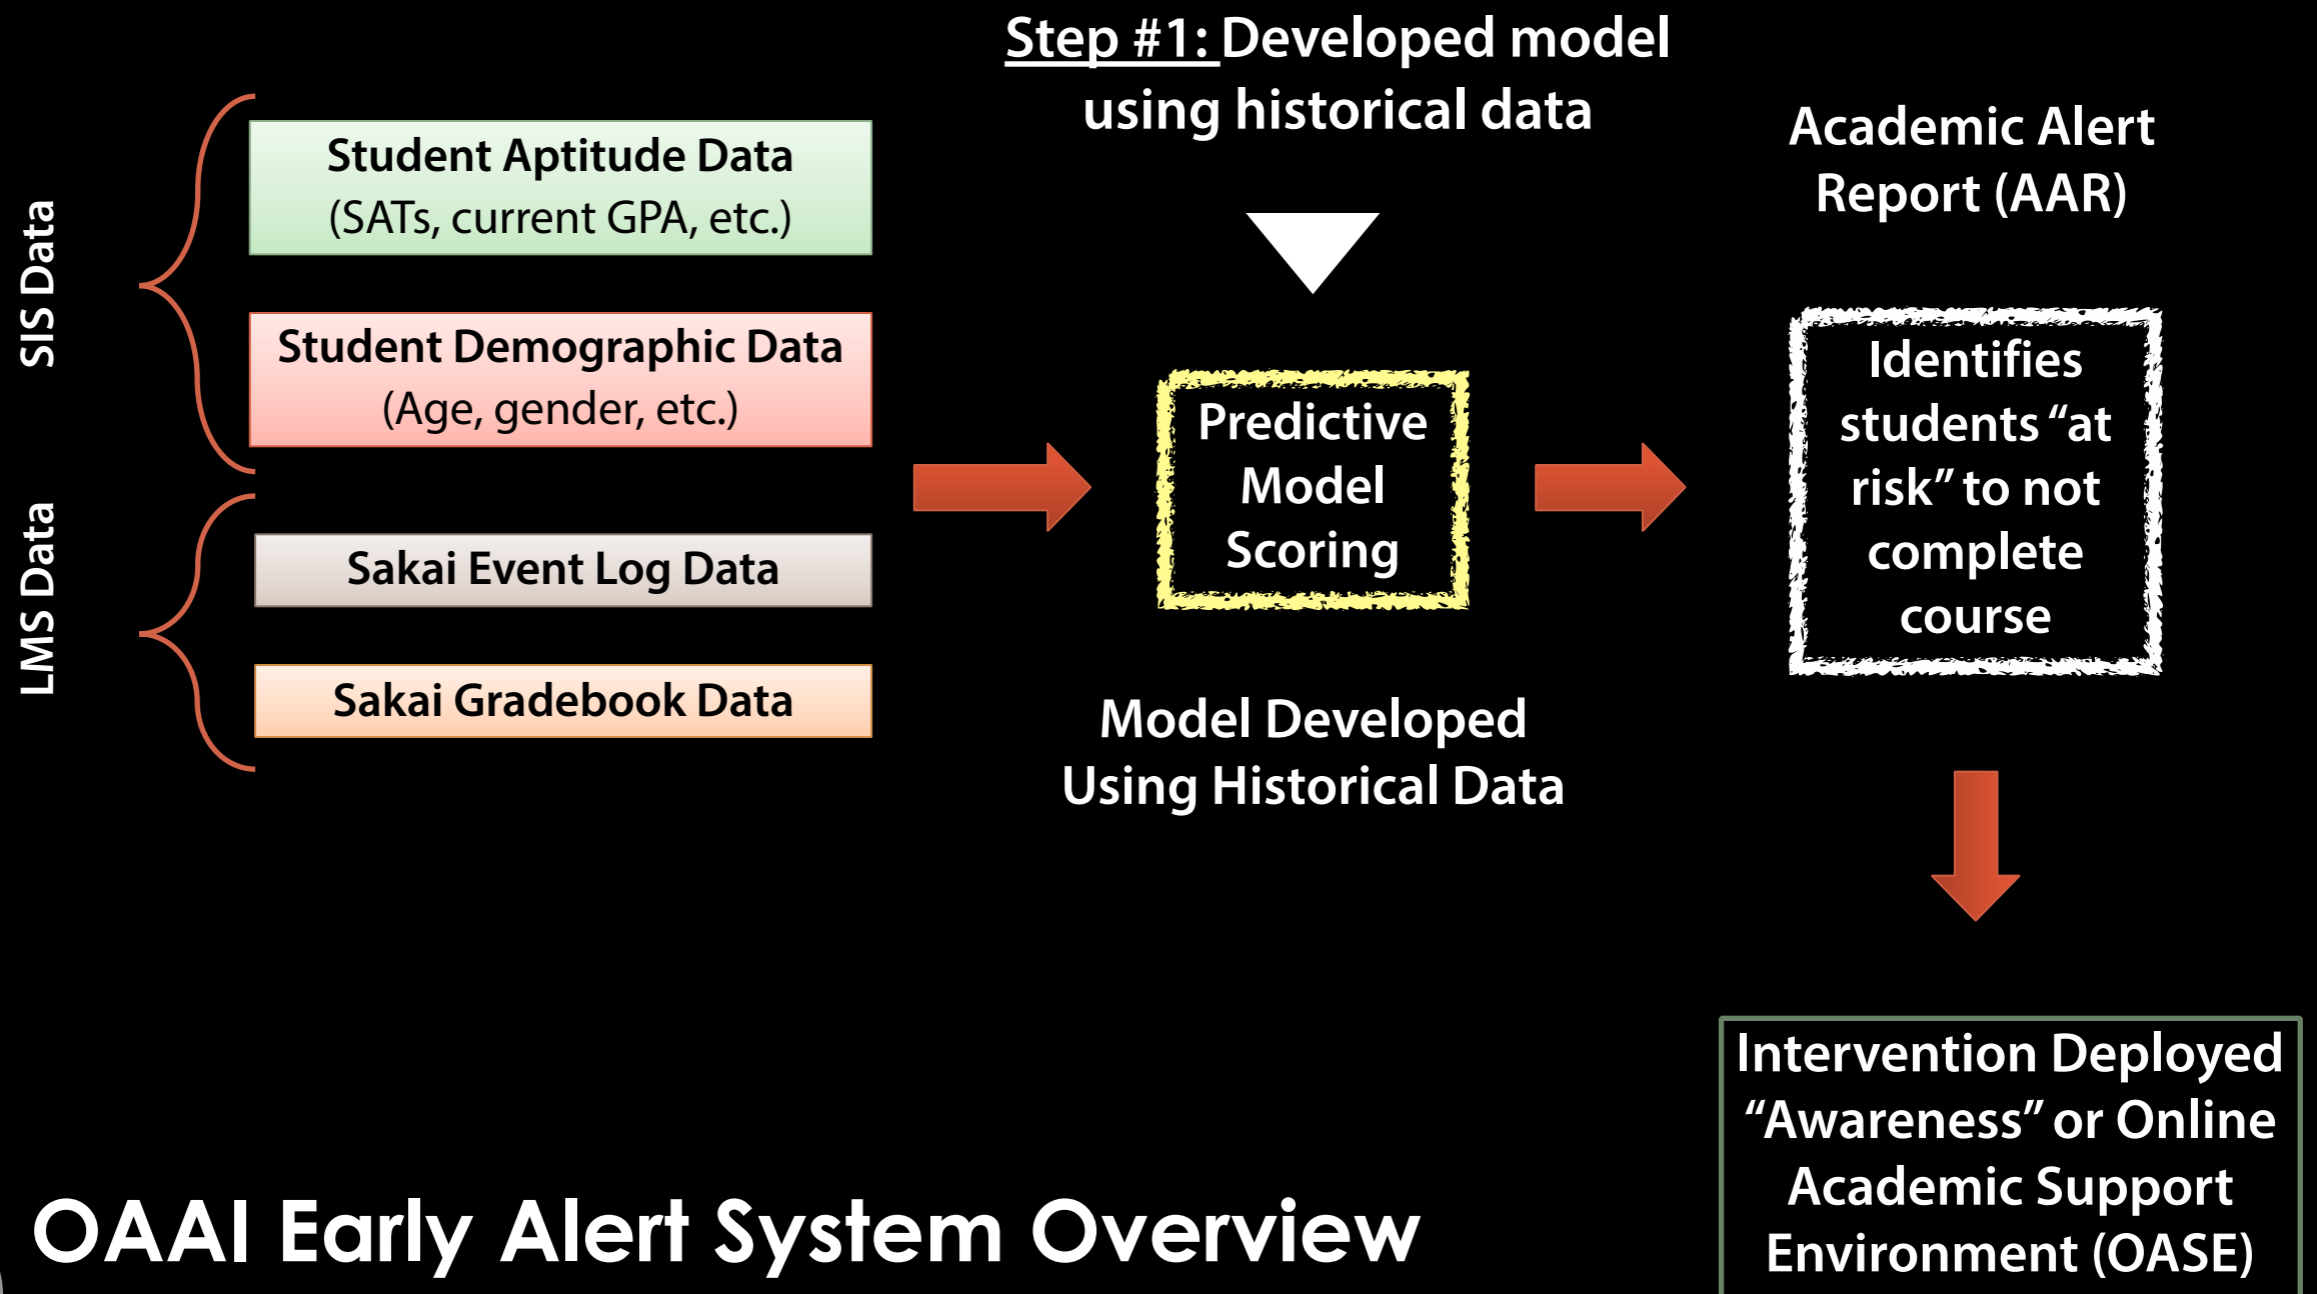 Step #1: Developed model
using historical data
SIS Data
Student Aptitude Data
(SATs, current GPA, etc.)
Student Demographic Data
(Age, gender, etc.)
LMS Data
Sakai Event Log Data
Sakai Gradebook Data
Predictive
Model
Scoring
Model Developed
Using Historical Data
Academic Alert
Report (AAR)
Identifies
students “at
risk” to not
complete
course
Intervention Deployed
“Awareness” or Online
Academic Support
Environment (OASE)
OAAI Early Alert System Overview